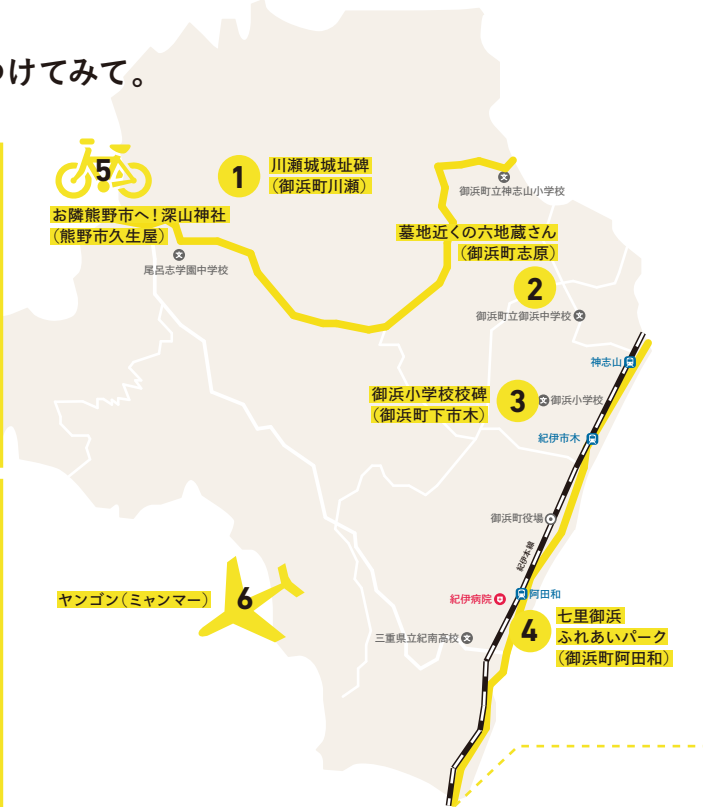 つけてみて。
5
お隣熊野市へ！深山神社
（熊野市久生屋）
尾呂志学園中学校
1
川瀬城城址碑
（御浜町川瀬）
御浜町立神志山小学校
墓地近くの六地蔵さん
（御浜町志原）
2
御浜町立御浜中学校
神志山
御浜小学校校碑
（御浜町下市木）
3
御浜小学校
紀伊市木
御浜町役場
紀伊本線
ヤンゴン（ミャンマー）
6
紀伊病院
阿田和
三重県立紀南高校
4
七里御浜
ふれあいパーク
（御浜町阿田和）